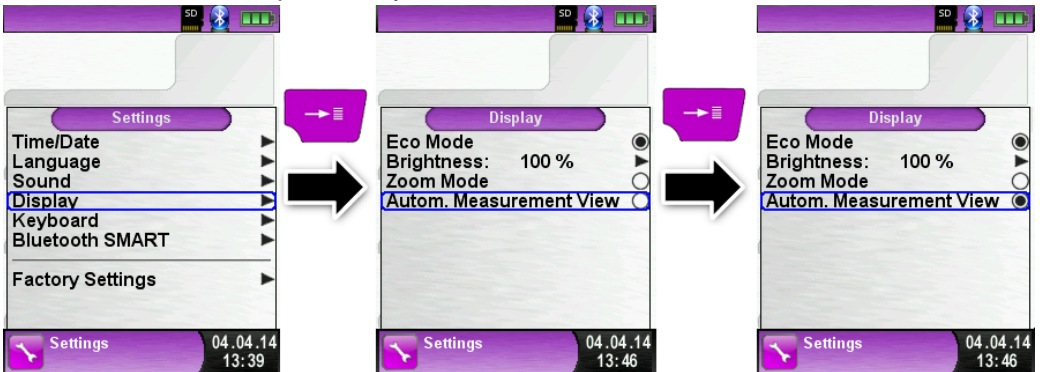 SD
Settings
Time/Date
Language
Sound
Display
Keyboard
Bluetooth SMART
Factory Settings
Settings
04.04.14
13:39
SD
Display
Eco Mode
Brightness: 100 %
Zoom Mode
Autom. Measurement View
Settings
04.04.14
13:46
SD
Display
Eco Mode
Brightness: 100 %
Zoom Mode
Autom. Measurement View
Settings
04.04.14
13:46